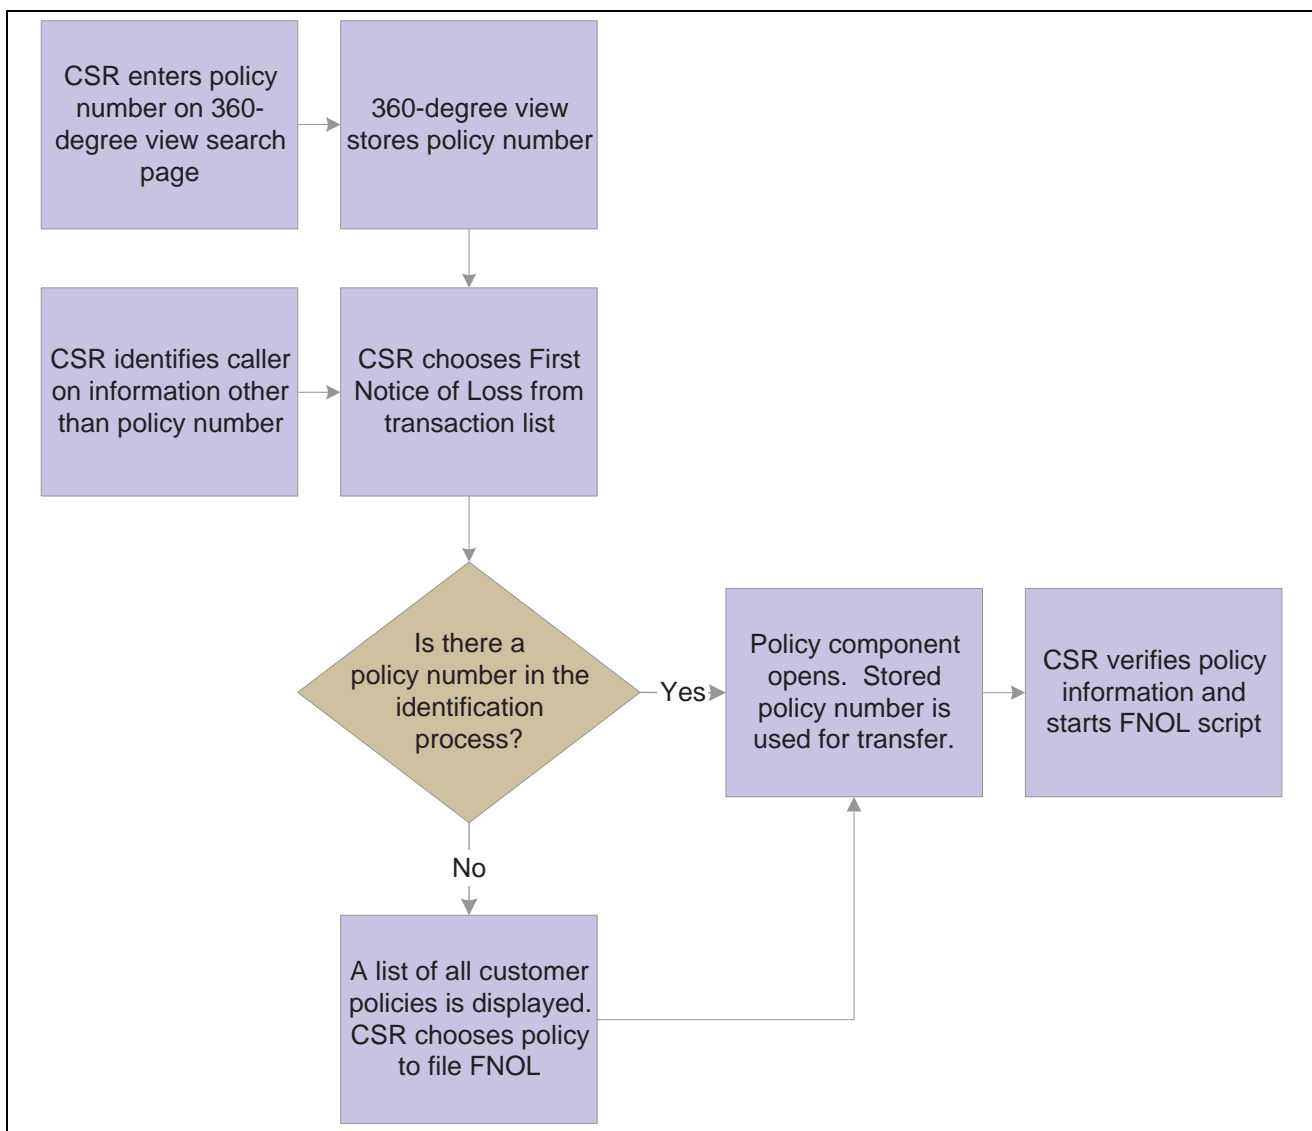 CSR enters policy
number on 360-
degree view search
page
360-degree view
stores policy number
CSR identifies caller
on information other
than policy number
CSR chooses First
Notice of Loss from
transaction list
Is there a
policy number in the
identification
process?
Yes
Policy component
opens.  Stored
policy number is
used for transfer.
CSR verifies policy
information and
starts FNOL script
No
A list of all customer
policies is displayed.
CSR chooses policy
to file FNOL